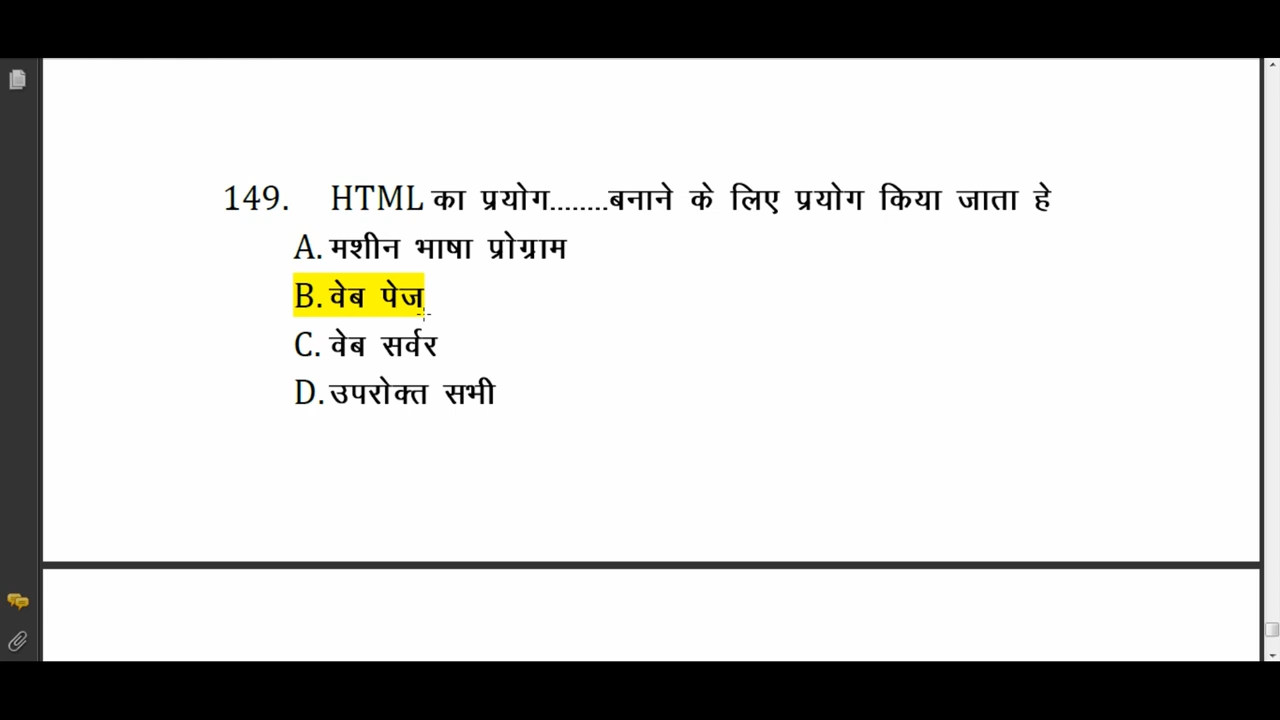 149. HTML का प्रयोग........बनाने के लिए प्रयोग किया जाता हे
A. मशीन भाषा प्रोग्राम
B. वेब पेज
C. वेब सर्वर
D. उपरोक्त सभी